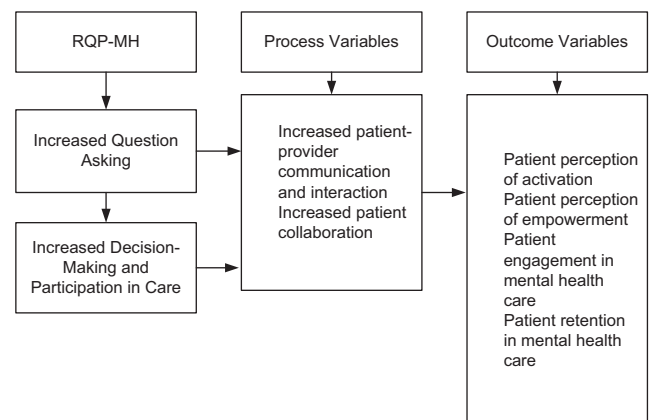 RQP-MH
Process Variables
Outcome Variables
Increased Question
Asking
Increased Decision-
Making and
Participation in Care
Increased patient-
provider
communication
and interaction
Increased patient
collaboration
Patient perception
of activation
Patient perception
of empowerment
Patient
engagement in
mental health
care
Patient retention
in mental health
care